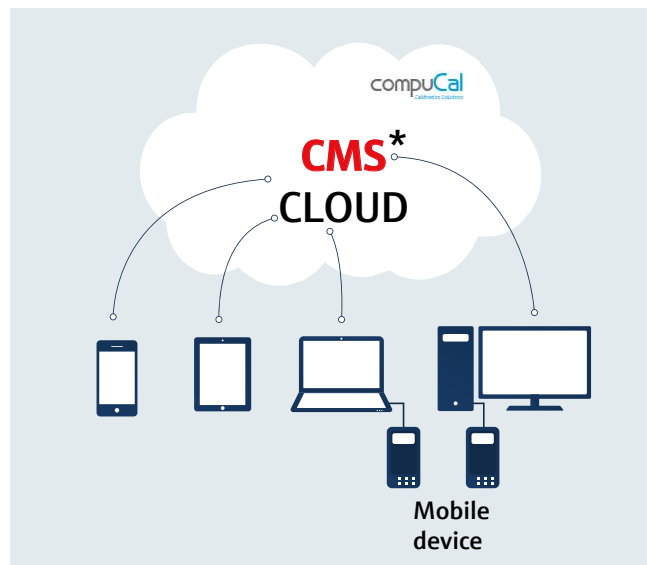 compuCal
Calibration Solutions
CMS*
CLOUD
Mobile
device